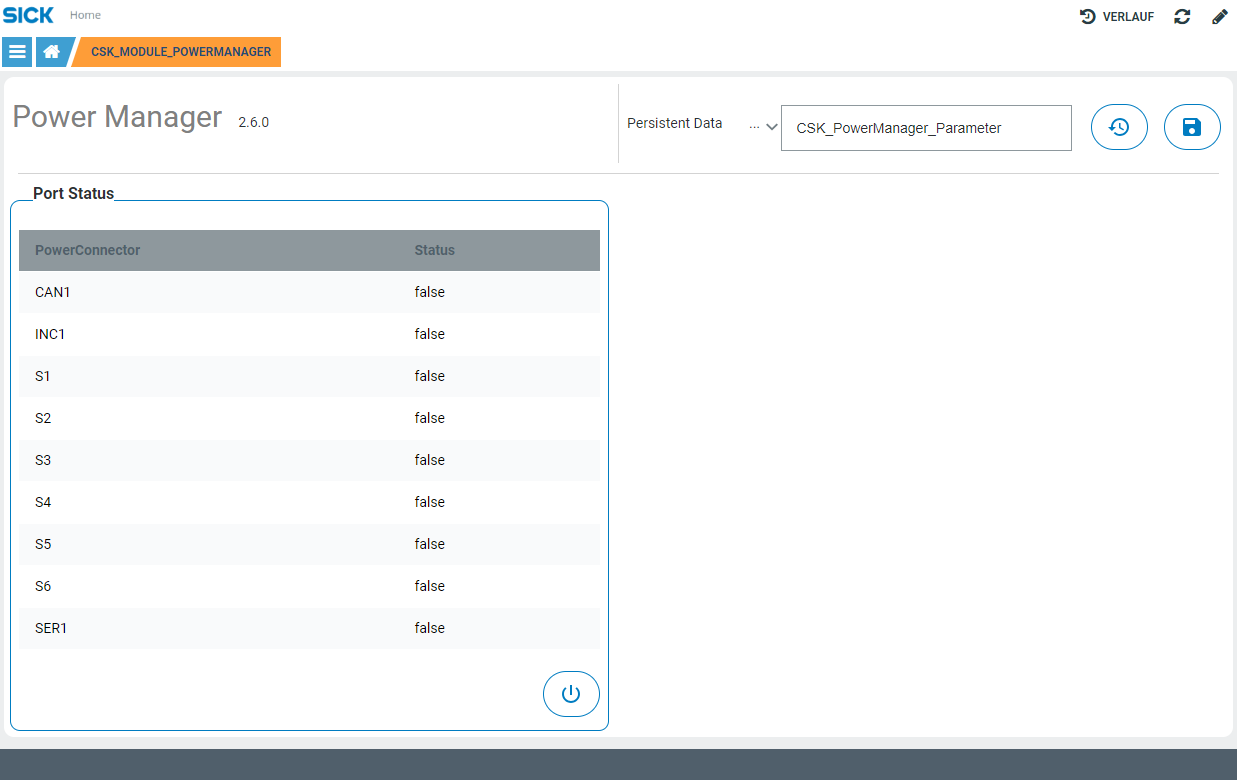 SICK Home
VERLAUF
CSK_MODULE_POWERMANAGER
Power Manager 2.6.0
Persistent Data ... CSK_PowerManager_Parameter
Port Status
PowerConnector Status
CAN1 false
INC1 false
S1 false
S2 false
S3 false
S4 false
S5 false
S6 false
SER1 false